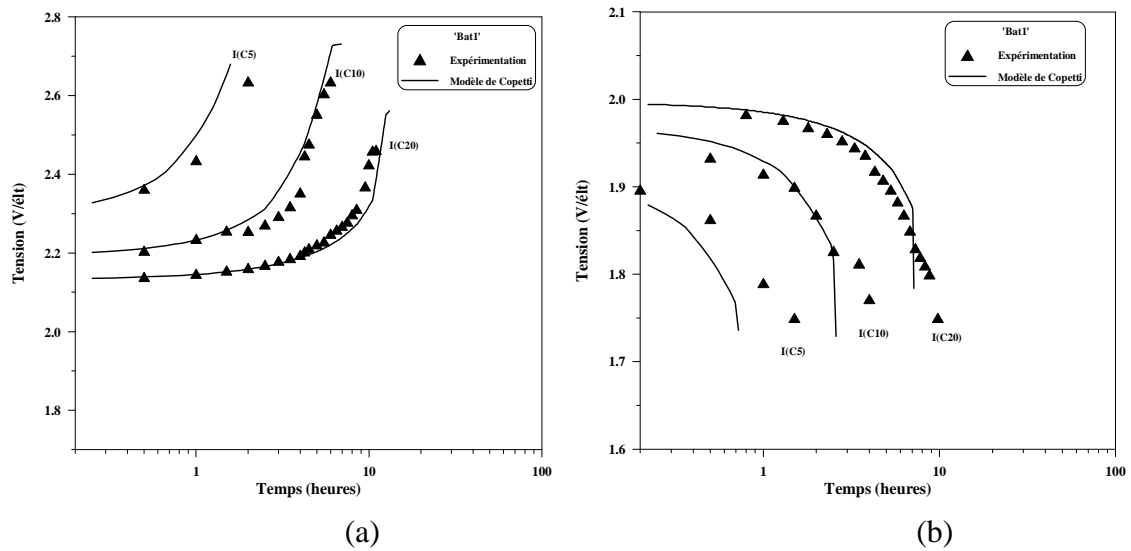 2.8
2.6
2.4
2.2
2.0
1.8
Tension (V/élt)
1
10
100
Temps (heures)
'Bat1'
Expérimentation
Modèle de Copetti
I(C5)
I(C10)
I(C20)
(a)
2.1
2.0
1.9
1.8
1.7
1.6
Tension (V/élt)
1
10
100
Temps (heures)
'Bat1'
Expérimentation
Modèle de Copetti
I(C5)
I(C10)
I(C20)
(b)